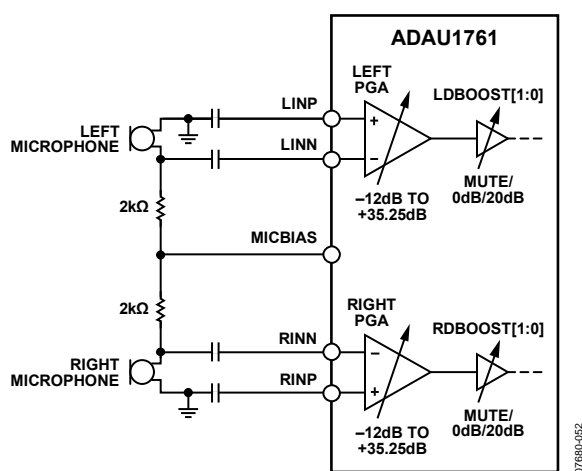 ADAU1761
LEFT
PGA
LDBOOST[1:0]
LINP
+
LEFT
MICROPHONE
LINN
–
2kΩ
–12dB TO
+35.25dB
MUTE/
0dB/20dB
MICBIAS
2kΩ
RIGHT
PGA
RDBOOST[1:0]
RINN
–
RIGHT
MICROPHONE
RINP
+
–12dB TO
+35.25dB
MUTE/
0dB/20dB
07680-052